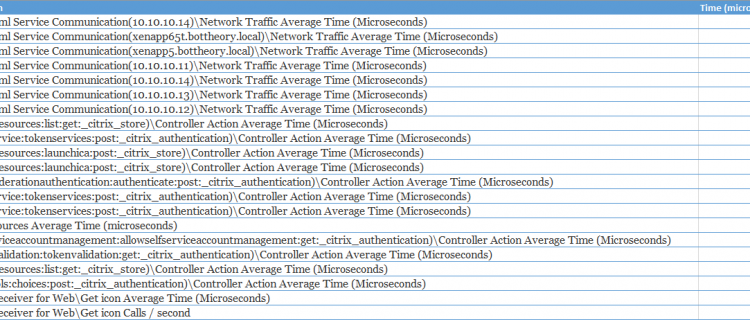 n Time (micro
ml Service Communication(10.10.10.14)\Network Traffic Average Time (Microseconds)
ml Service Communication(xenapp65t.bottheory.local)\Network Traffic Average Time (Microseconds)
ml Service Communication(xenapp5.bottheory.local)\Network Traffic Average Time (Microseconds)
ml Service Communication(10.10.10.11)\Network Traffic Average Time (Microseconds)
ml Service Communication(10.10.10.14)\Network Traffic Average Time (Microseconds)
ml Service Communication(10.10.10.13)\Network Traffic Average Time (Microseconds)
ml Service Communication(10.10.10.12)\Network Traffic Average Time (Microseconds)
esources:list:get:_citrix_store)\Controller Action Average Time (Microseconds)
rvice:tokenservices:post:_citrix_authentication)\Controller Action Average Time (Microseconds)
esources:launchica:post:_citrix_store)\Controller Action Average Time (Microseconds)
esources:launchica:post:_citrix_store)\Controller Action Average Time (Microseconds)
derationauthentication:authenticate:post:_citrix_authentication)\Controller Action Average Time (Microseconds)
rvice:tokenservices:post:_citrix_authentication)\Controller Action Average Time (Microseconds)
rvice:tokenservices:post:_citrix_authentication)\Controller Action Average Time (Microseconds)
ources Average Time (microseconds)
viceaccountmanagement:allowselfserviceaccountmanagement:get:_citrix_authentication)\Controller Action Average Time (Microseconds)
alidation:tokenvalidation:get:_citrix_authentication)\Controller Action Average Time (Microseconds)
esources:list:get:_citrix_store)\Controller Action Average Time (Microseconds)
ols:choices:post:_citrix_authentication)\Controller Action Average Time (Microseconds)
eceiver for Web\Get icon Average Time (Microseconds)
eceiver for Web\Get icon Calls / second